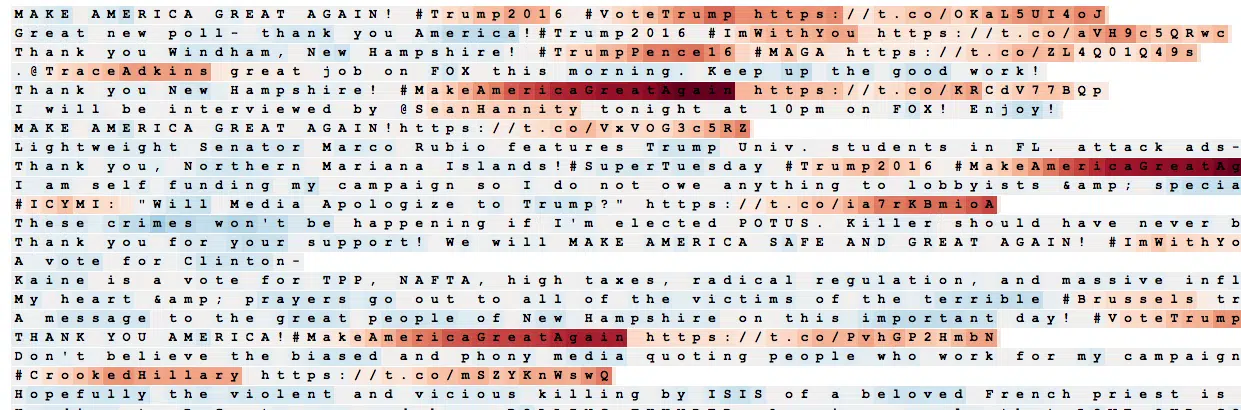 MAKE AMERICA GREAT AGAIN! #Trump2016 #VoteTrump https://t.co/OKaL5UI4oJ
Great new poll- thank you America!#Trump2016 #ImWithYou https://t.co/aVH9c5QRwc
Thank you Windham, New Hampshire! #TrumpPence16 #MAGA https://t.co/ZL4Q01Q49s
.@TraceAdkins great job on FOX this morning. Keep up the good work!
Thank you New Hampshire! #MakeAmericaGreatAgain https://t.co/KRCdV77BQp
I will be interviewed by @SeanHannity tonight at 10pm on FOX! Enjoy!
MAKE AMERICA GREAT AGAIN!https://t.co/VxVOG3c5RZ
Lightweight Senator Marco Rubio features Trump Univ. students in FL. attack ads-
Thank you, Northern Mariana Islands!#SuperTuesday #Trump2016 #MakeAmericaGreatAg
I am self funding my campaign so I do not owe anything to lobbyists &amp; specia
#ICYMI: "Will Media Apologize to Trump?" https://t.co/ia7rKBmioA
These crimes won't be happening if I'm elected POTUS. Killer should have never b
Thank you for your support! We will MAKE AMERICA SAFE AND GREAT AGAIN! #ImWithYo
A vote for Clinton-
Kaine is a vote for TPP, NAFTA, high taxes, radical regulation, and massive infl
My heart &amp; prayers go out to all of the victims of the terrible #Brussels tr
A message to the great people of New Hampshire on this important day! #VoteTrump
THANK YOU AMERICA!#MakeAmericaGreatAgain https://t.co/PvhGP2HmbN
Don't believe the biased and phony media quoting people who work for my campaign
#CrookedHillary https://t.co/mSZYKnWswQ
Hopefully the violent and vicious killing by ISIS of a beloved French priest is